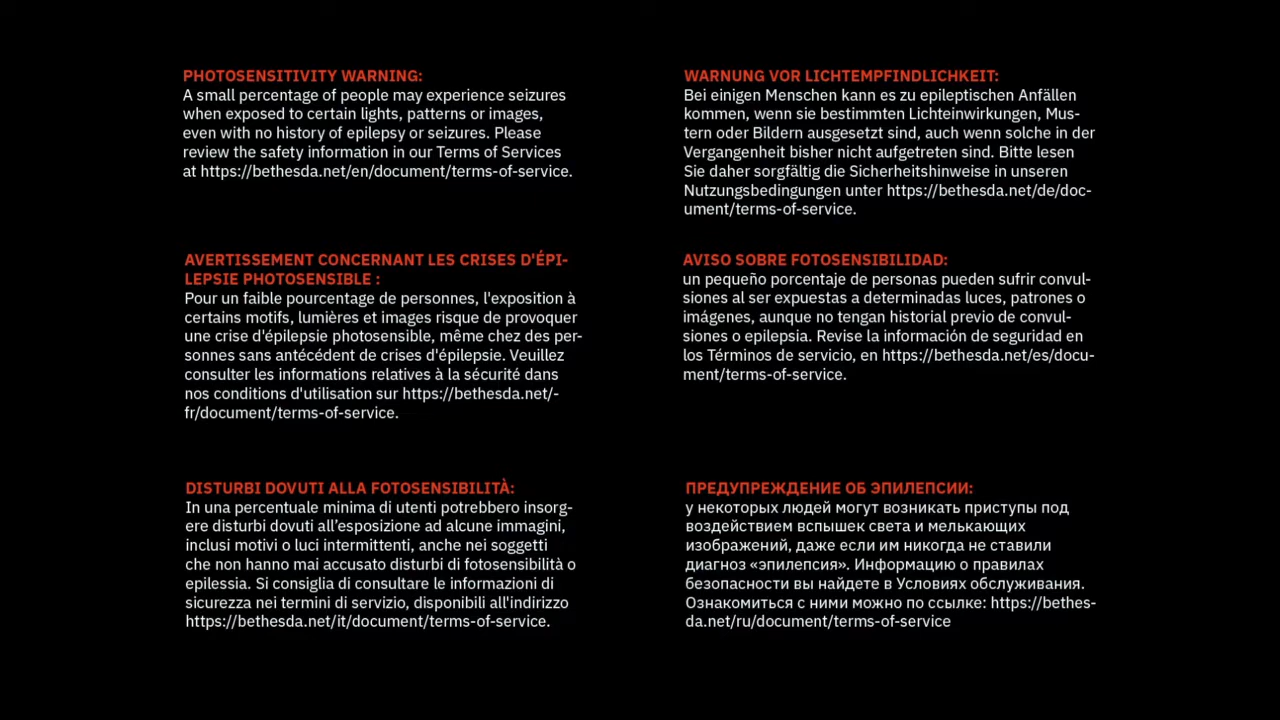 PHOTOSENSITIVITY WARNING:
A small percentage of people may experience seizures
when exposed to certain lights, patterns or images,
even with no history of epilepsy or seizures. Please
review the safety information in our Terms of Services
at https://bethesda.net/en/document/terms-of-service.
WARNUNG VOR LICHTEMPFINDLICHKEIT:
Bei einigen Menschen kann es zu epileptischen Anfällen
kommen, wenn sie bestimmten Lichteinwirkungen, Mus-
tern oder Bildern ausgesetzt sind, auch wenn solche in der
Vergangenheit bisher nicht aufgetreten sind. Bitte lesen
Sie daher sorgfältig die Sicherheitshinweise in unseren
Nutzungsbedingungen unter https://bethesda.net/de/doc-
ument/terms-of-service.
AVERTISSEMENT CONCERNANT LES CRISES D'ÉPI-
LEPSIE PHOTOSENSIBLE :
Pour un faible pourcentage de personnes, l'exposition à
certains motifs, lumières et images risque de provoquer
une crise d'épilepsie photosensible, même chez des per-
sonnes sans antécédent de crises d'épilepsie. Veuillez
consulter les informations relatives à la sécurité dans
nos conditions d'utilisation sur https://bethesda.net/-
fr/document/terms-of-service.
AVISO SOBRE FOTOSENSIBILIDAD:
un pequeño porcentaje de personas pueden sufrir convul-
siones al ser expuestas a determinadas luces, patrones o
imágenes, aunque no tengan historial previo de convul-
siones o epilepsia. Revise la información de seguridad en
los Términos de servicio, en https://bethesda.net/es/docu-
ment/terms-of-service.
DISTURBI DOVUTI ALLA FOTOSENSIBILITÀ:
In una percentuale minima di utenti potrebbero insorg-
ere disturbi dovuti all’esposizione ad alcune immagini,
inclusi motivi o luci intermittenti, anche nei soggetti
che non hanno mai accusato disturbi di fotosensibilità o
epilessia. Si consiglia di consultare le informazioni di
sicurezza nei termini di servizio, disponibili all'indirizzo
https://bethesda.net/it/document/terms-of-service.
ПРЕДУПРЕЖДЕНИЕ ОБ ЭПИЛЕПСИИ:
у некоторых людей могут возникать приступы под
воздействием вспышек света и мелькающих
изображений, даже если им никогда не ставили
диагноз «эпилепсия». Информацию о правилах
безопасности вы найдете в Условиях обслуживания.
Ознакомиться с ними можно по ссылке: https://bethes-
da.net/ru/document/terms-of-service